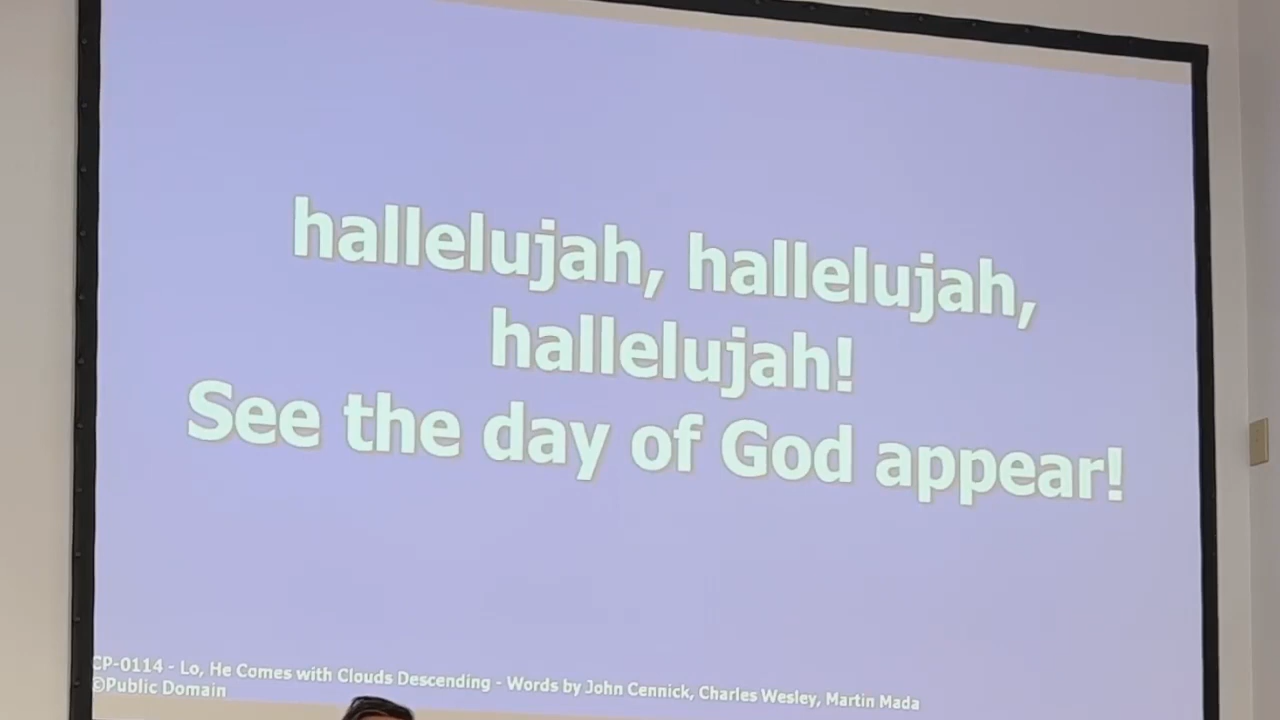 hallelujah, hallelujah,
hallelujah!
See the day of God appear!
CP-0114 - Lo, He Comes with Clouds Descending - Words by John Cennick, Charles Wesley, Martin Mada
©Public Domain